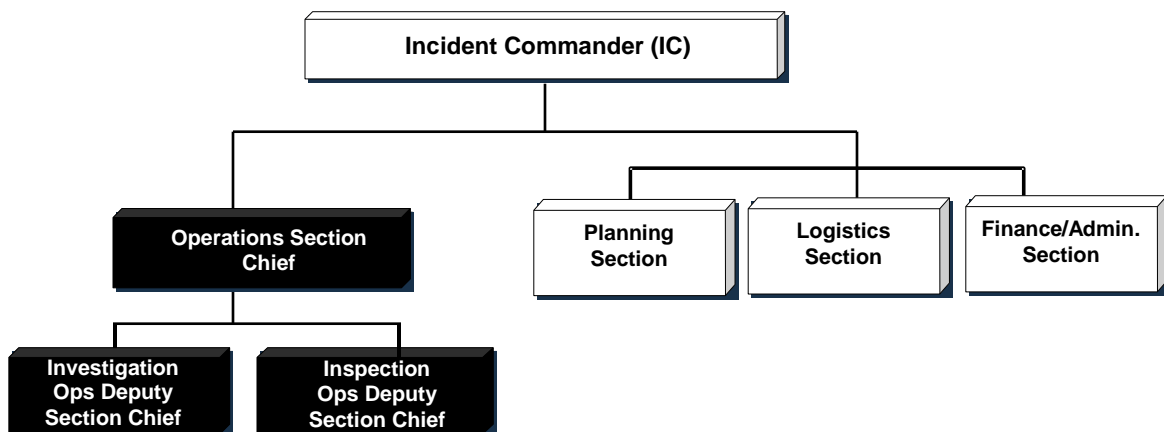 Incident Commander (IC)
Operations Section
Chief
Planning
Section
Logistics
Section
Finance/Admin.
Section
Investigation
Ops Deputy
Section Chief
Inspection
Ops Deputy
Section Chief